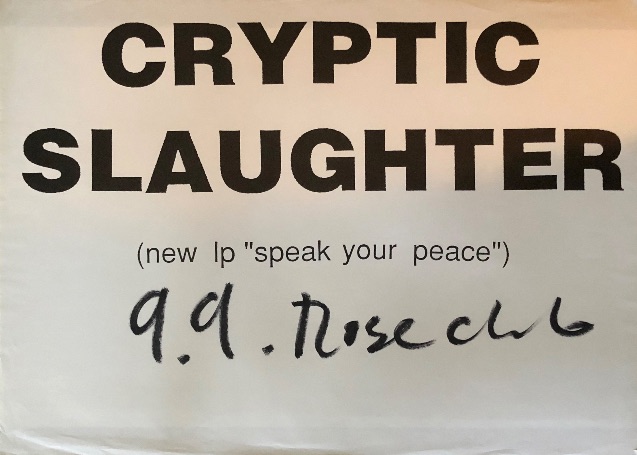 CRYPTIC
SLAUGHTER
(new lp "speak your peace")
9.9. Rose club